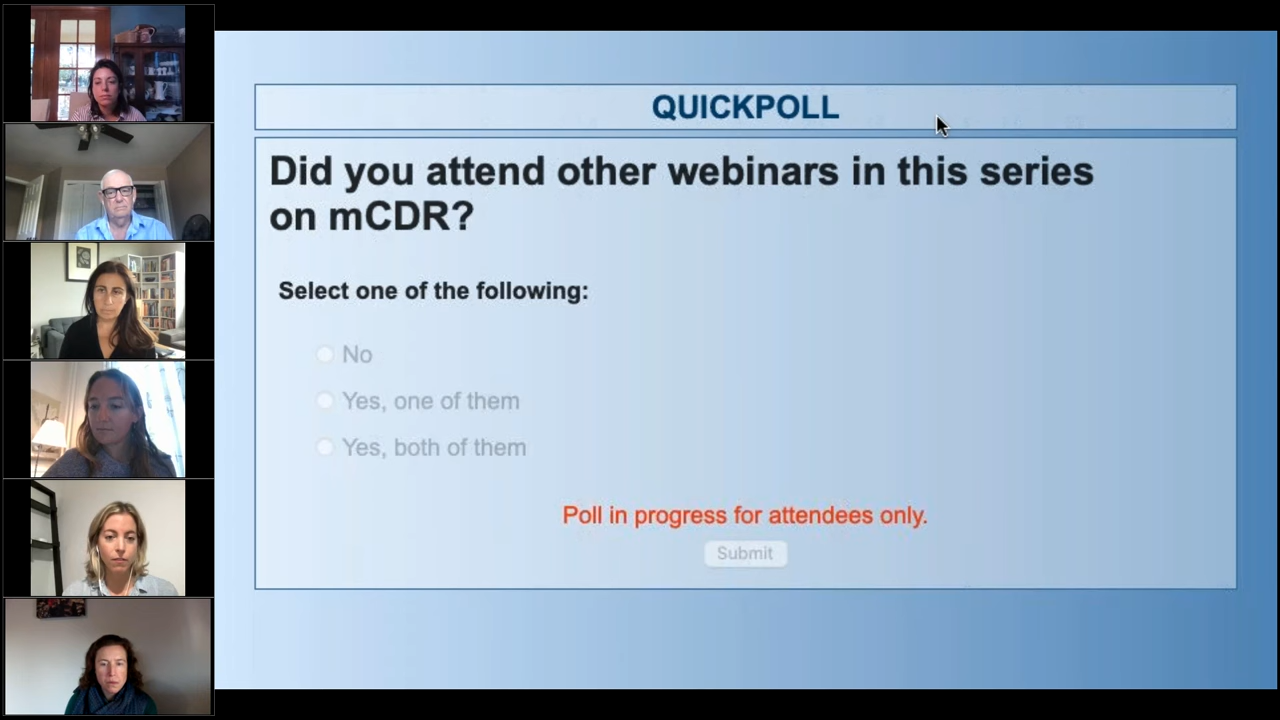 QUICKPOLL
Did you attend other webinars in this series
on mCDR?
Select one of the following:
No
Yes, one of them
Yes, both of them
Poll in progress for attendees only.
Submit